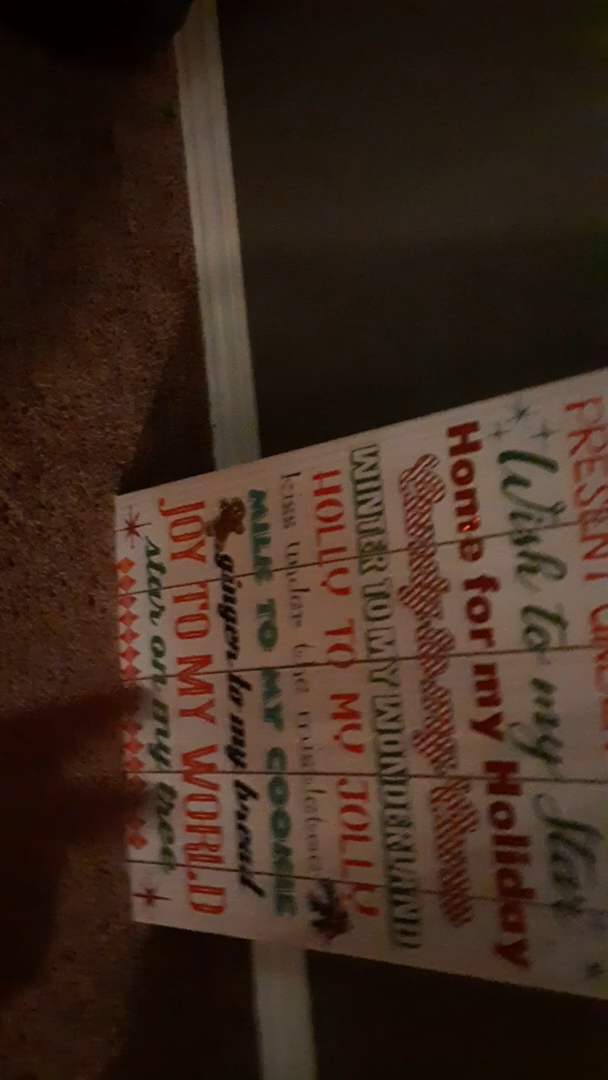 PRESENT
Wish to my Star
Home for my Holiday
WINTER TO MY WONDERLAND
HOLLY TO MY JOLLY
kiss under the mistletoe
MILK TO MY COOKIE
ginger to my bread
JOY TO MY WORLD
star on my tree